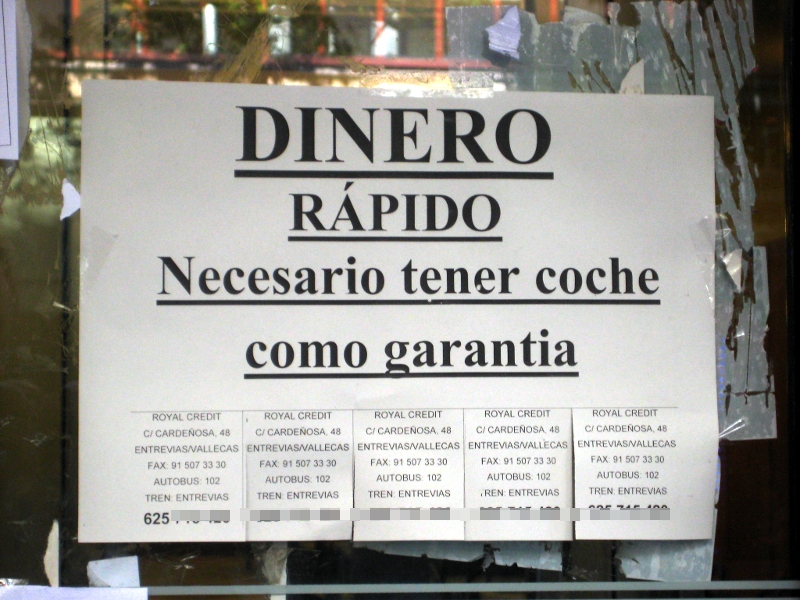 DINERO
RÁPIDO
Necesario tener coche
como garantia
ROYAL CREDIT
C/ CARDEÑOSA, 48
ENTREVIAS/VALLECAS
FAX: 91 507 33 30
AUTOBUS: 102
TREN: ENTREVIAS
625
ROYAL CREDIT
C/ CARDEÑOSA, 48
ENTREVIAS/VALLECAS
FAX: 91 507 33 30
AUTOBUS: 102
TREN: ENTREVIAS
ROYAL CREDIT
C/ CARDEÑOSA, 48
ENTREVIAS/VALLECAS
FAX: 91 507 33 30
AUTOBUS: 102
TREN: ENTREVIAS
ROYAL CREDIT
C/ CARDEÑOSA, 48
ENTREVIAS/VALLECAS
FAX: 91 507 33 30
AUTOBUS: 102
TREN: ENTREVIAS
ROYAL CREDIT
C/ CARDEÑOSA, 48
ENTREVIAS/VALLECAS
FAX: 91 507 33 30
AUTOBUS: 102
TREN: ENTREVIAS